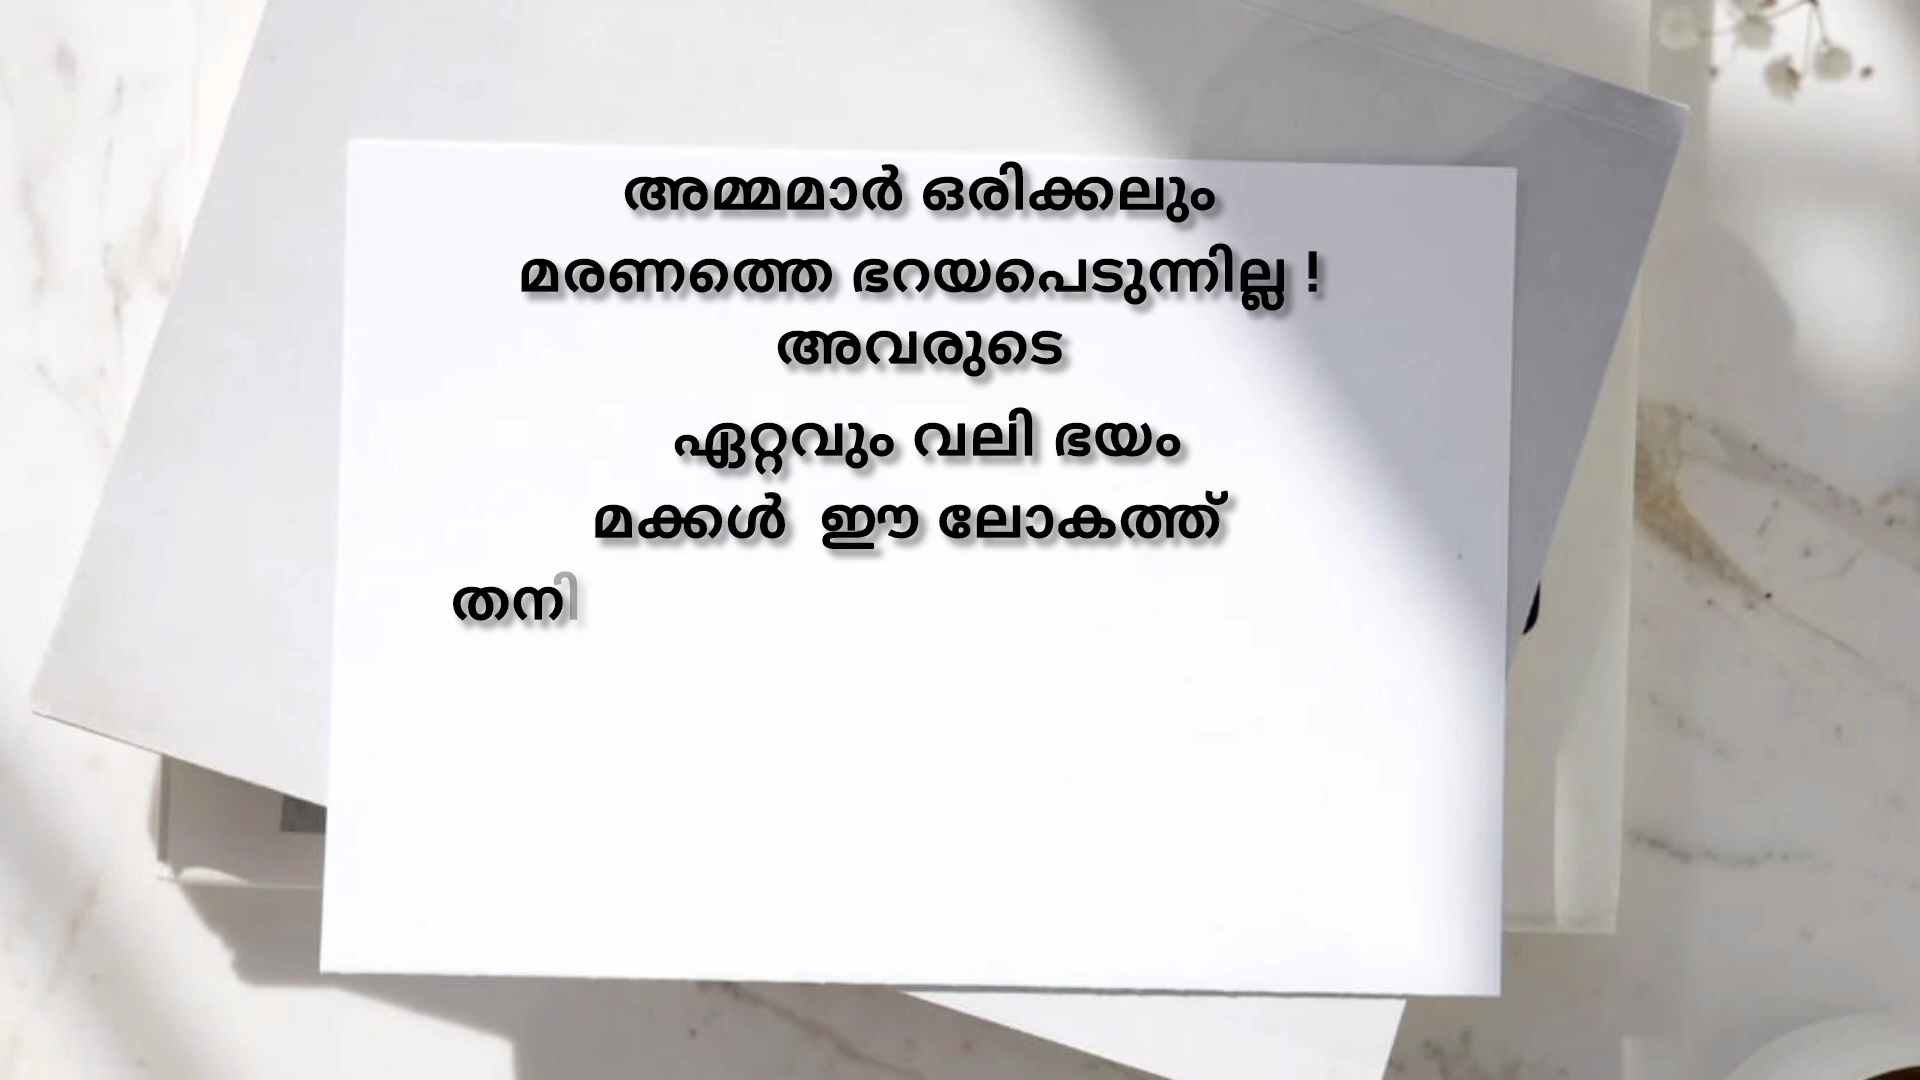 അമ്മമാർ ഒരിക്കലും
മരണത്തെ ഭറയപെടുന്നില്ല !
അവരുടെ
ഏറ്റവും വലി ഭയം
മക്കൾ ഈ ലോകത്ത്
തനി